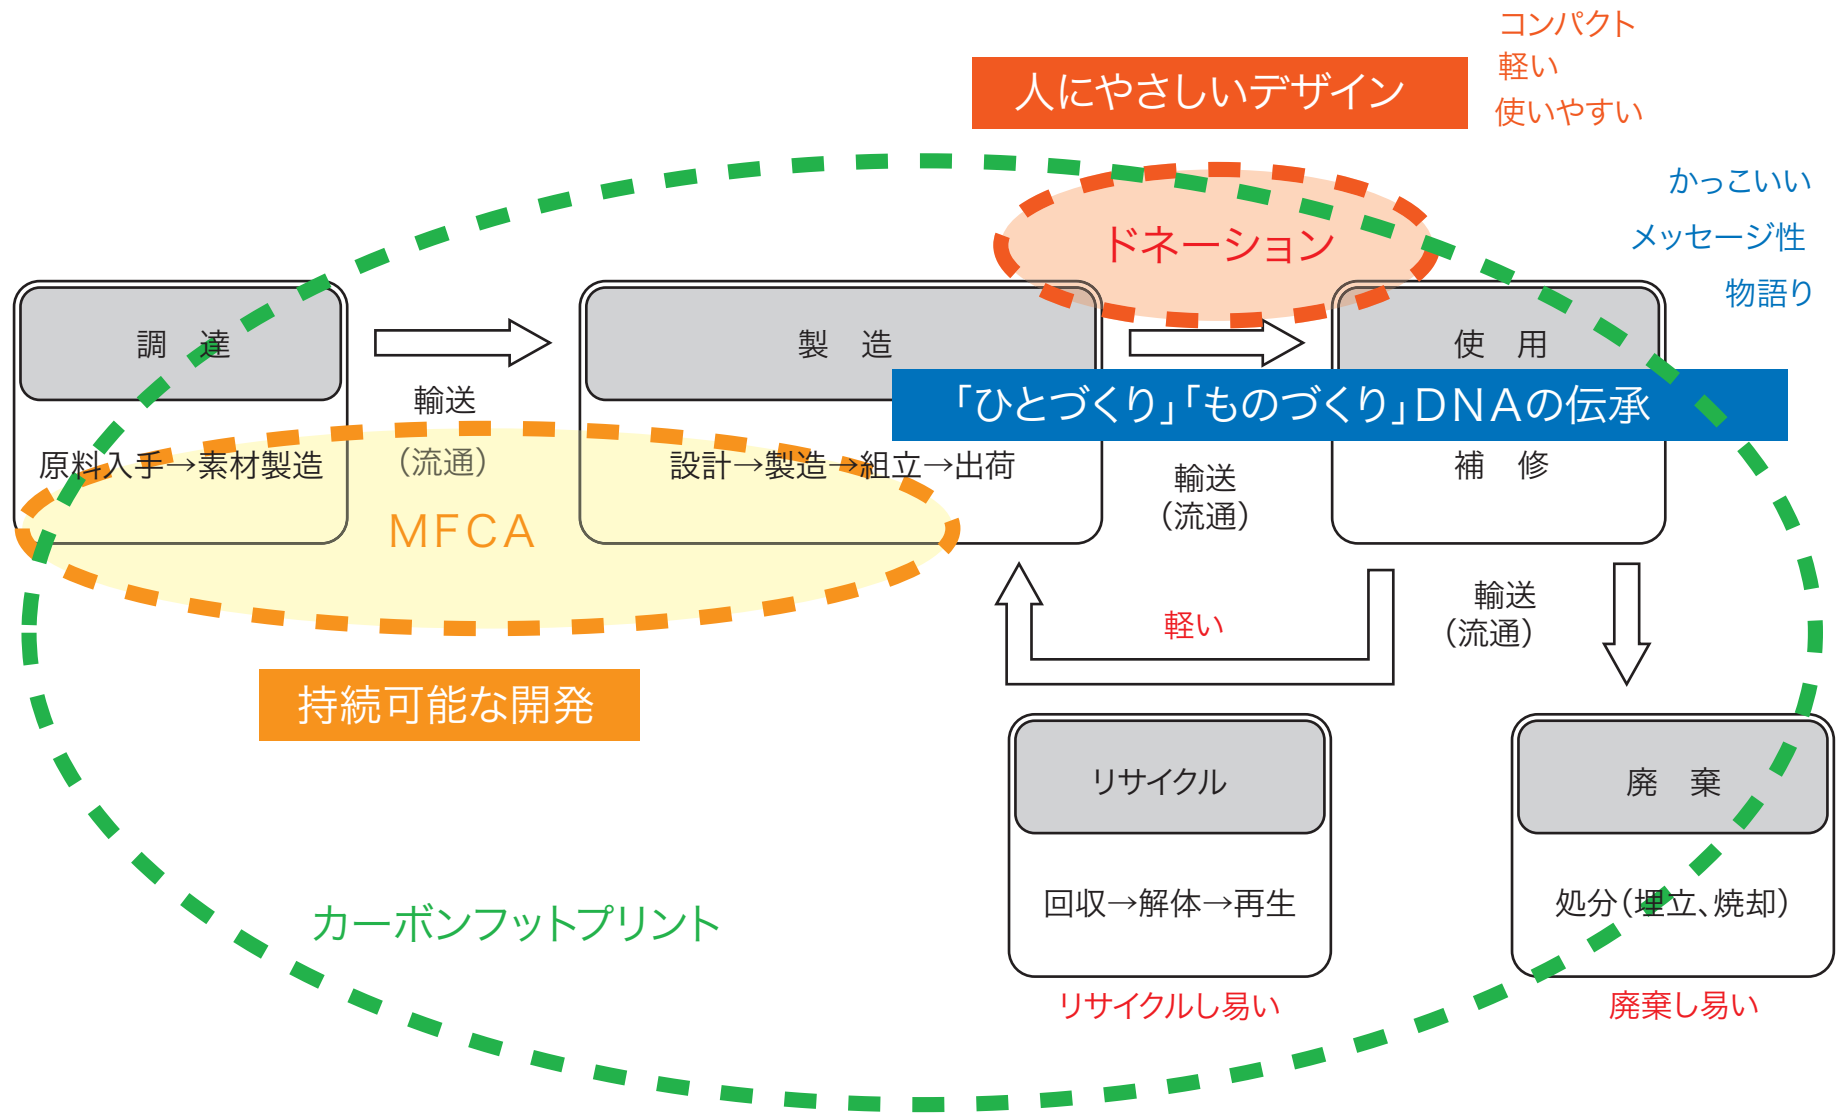 コンパクト
軽い
使いやすい
人にやさしいデザイン
かっこいい
メッセージ性
物語り
ドネーション
調　達
輸送
（流通）
製　造
使　用
「ひとづくり」「ものづくり」ＤＮＡの伝承
原料入手→素材製造
設計→製造→組立→出荷
輸送
（流通）
補　修
ＭＦＣＡ
軽い
輸送
（流通）
持続可能な開発
リサイクル
廃　棄
回収→解体→再生
処分（埋立、焼却）
カーボンフットプリント
リサイクルし易い
廃棄し易い